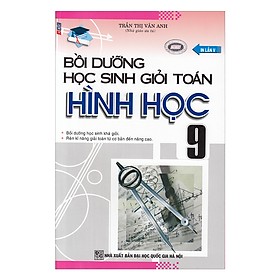 TRẦN THỊ VÂN ANH
(Nhà giáo ưu tú)
IN LẦN V
BỒI DƯỠNG
HỌC SINH GIỎI TOÁN
HÌNH HỌC
9
- Bồi dưỡng học sinh khá giỏi.
- Rèn kĩ năng giải toán từ cơ bản đến nâng cao.
NHÀ XUẤT BẢN ĐẠI HỌC QUỐC GIA HÀ NỘI